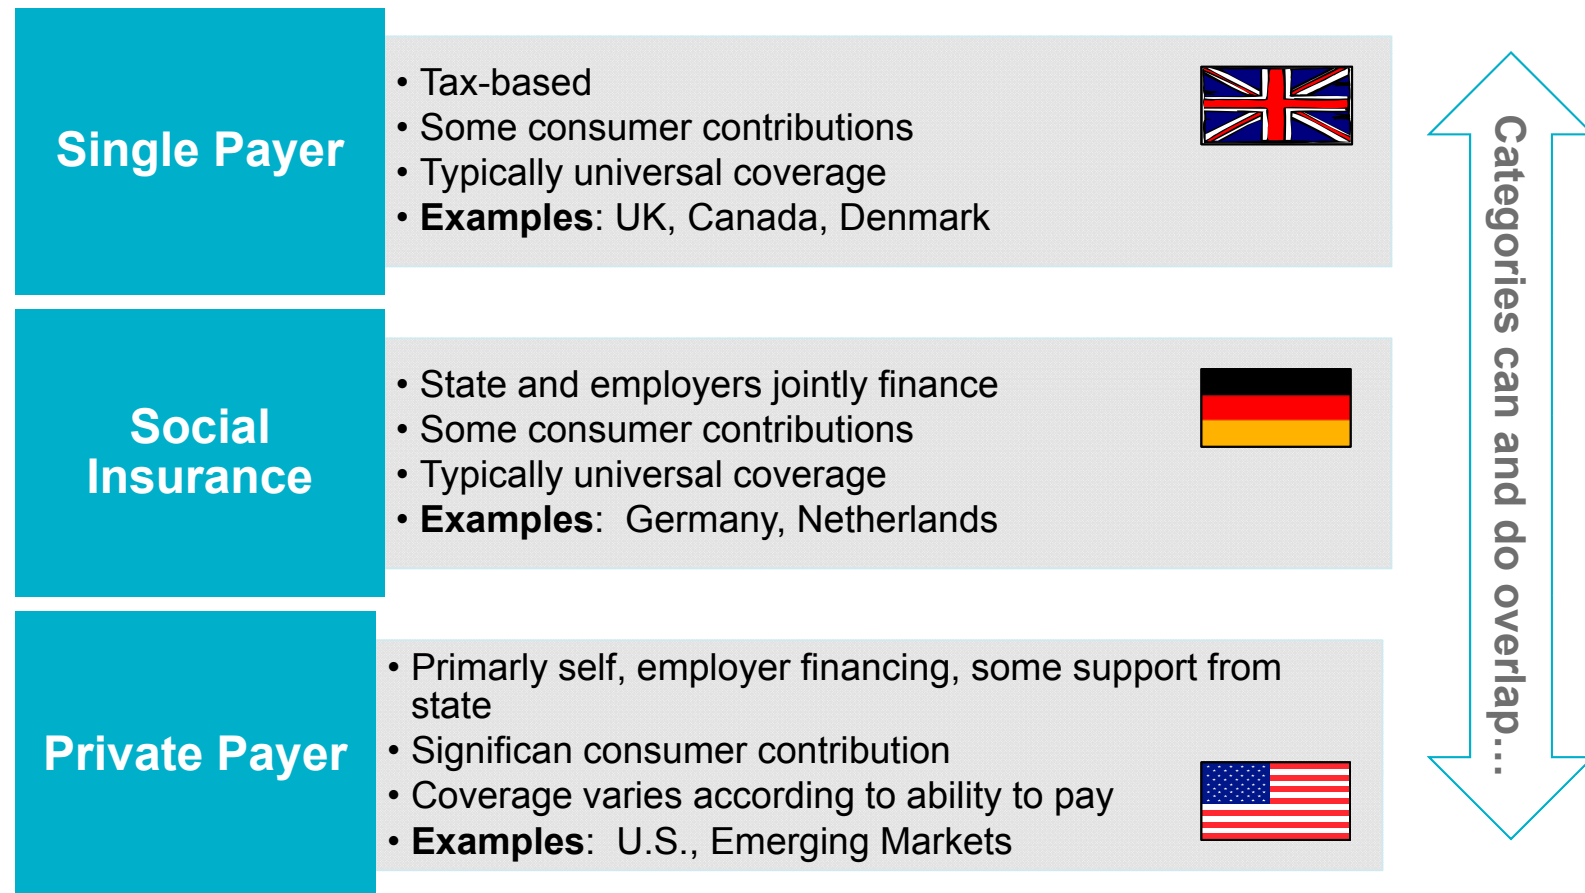 Single Payer
• Tax-based
• Some consumer contributions
• Typically universal coverage
• Examples: UK, Canada, Denmark
Social
Insurance
• State and employers jointly finance
• Some consumer contributions
• Typically universal coverage
• Examples:  Germany, Netherlands
Private Payer
• Primarly self, employer financing, some support from
state
• Significan consumer contribution
• Coverage varies according to ability to pay
• Examples:  U.S., Emerging Markets
Categories can and do overlap…